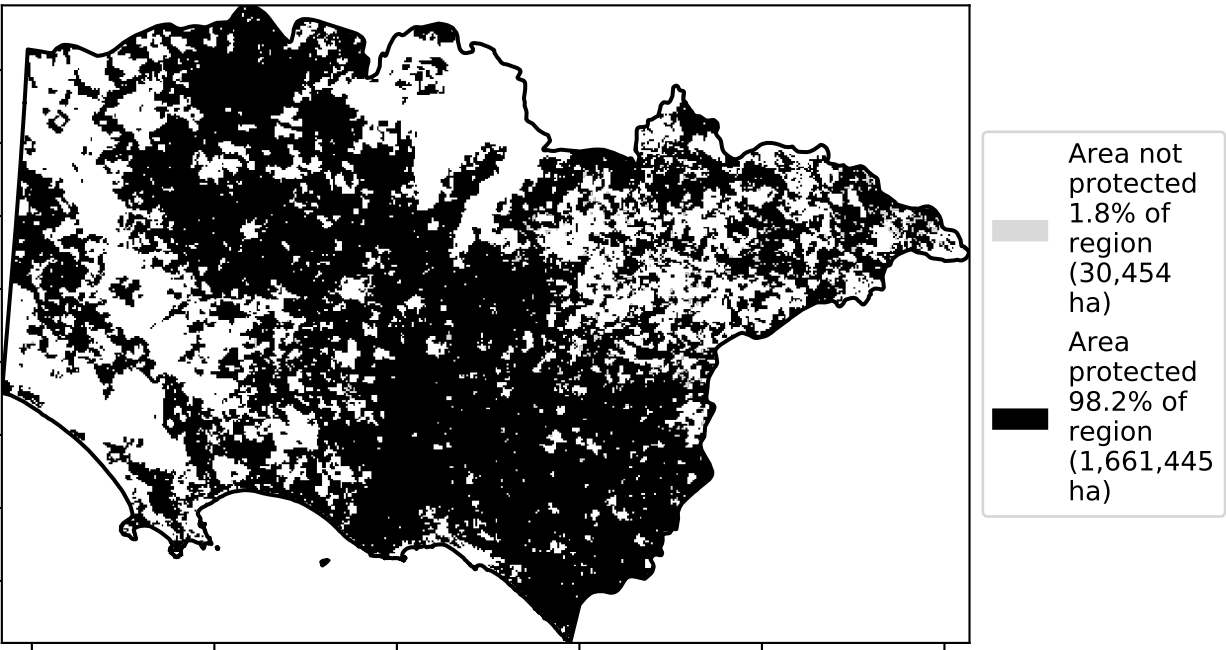 Area not
protected
1.8% of
region
(30,454
ha)
Area
protected
98.2% of
region
(1,661,445
ha)